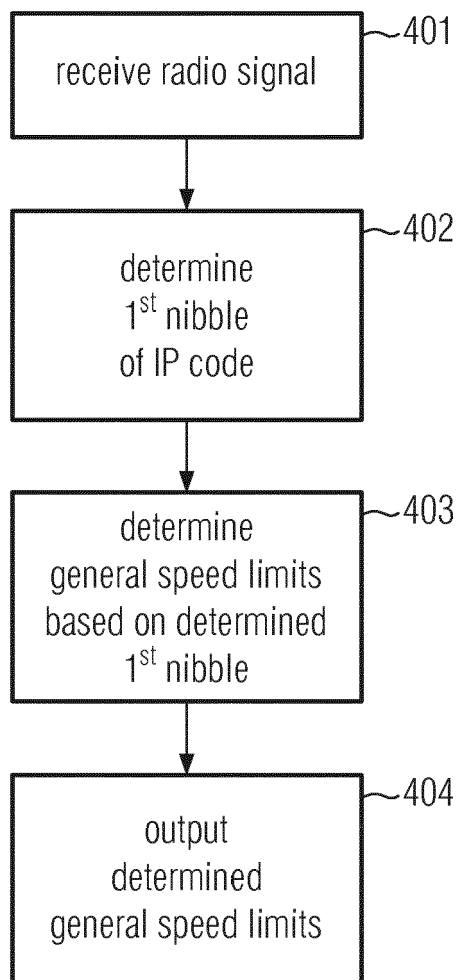 401
receive radio signal
402
determine
1st nibble
of IP code
403
determine
general speed limits
based on determined
1st nibble
404
output
determined
general speed limits